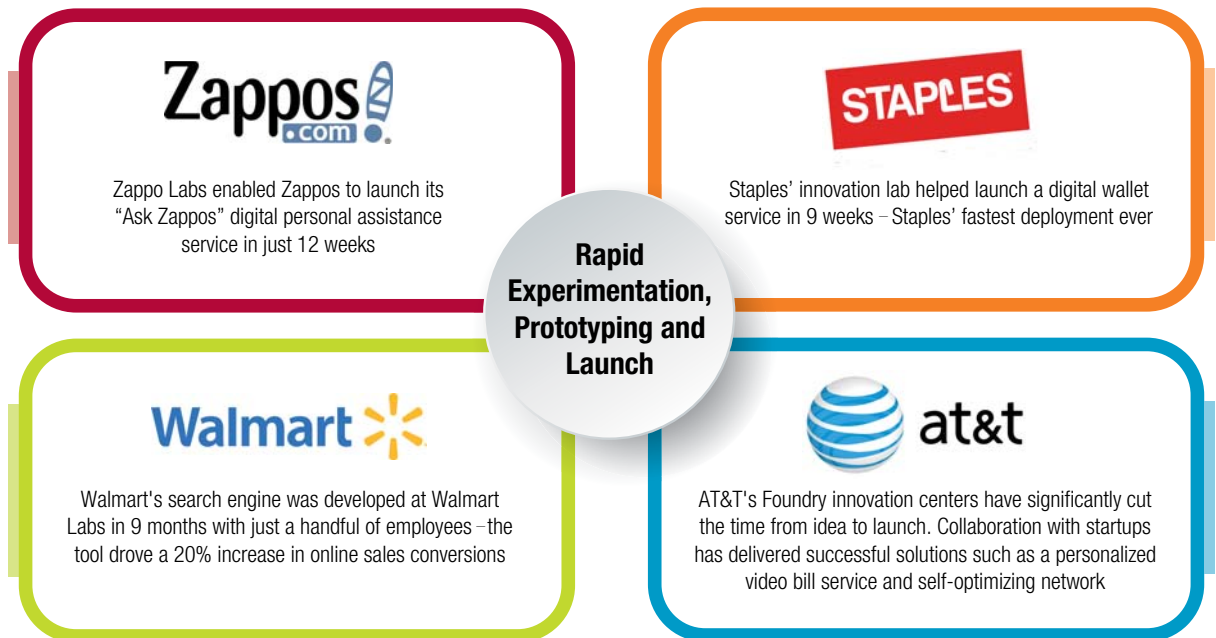 Zappos
.com
Zappo Labs enabled Zappos to launch its
“Ask Zappos” digital personal assistance
service in just 12 weeks
STAPLES
Staples’ innovation lab helped launch a digital wallet
service in 9 weeks – Staples’ fastest deployment ever
Rapid
Experimentation,
Prototyping and
Launch
Walmart
Walmart's search engine was developed at Walmart
Labs in 9 months with just a handful of employees – the
tool drove a 20% increase in online sales conversions
at&t
AT&T's Foundry innovation centers have significantly cut
the time from idea to launch. Collaboration with startups
has delivered successful solutions such as a personalized
video bill service and self-optimizing network